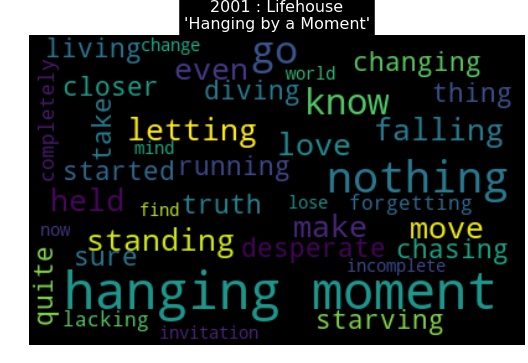 2001 : Lifehouse
'Hanging by a Moment'
living change go changing
completely even world
closer diving know thing
take letting love falling
mind
started running nothing
held find truth lose forgetting
now standing make move
quite sure desperate chasing
incomplete
hanging moment
lacking invitation starving